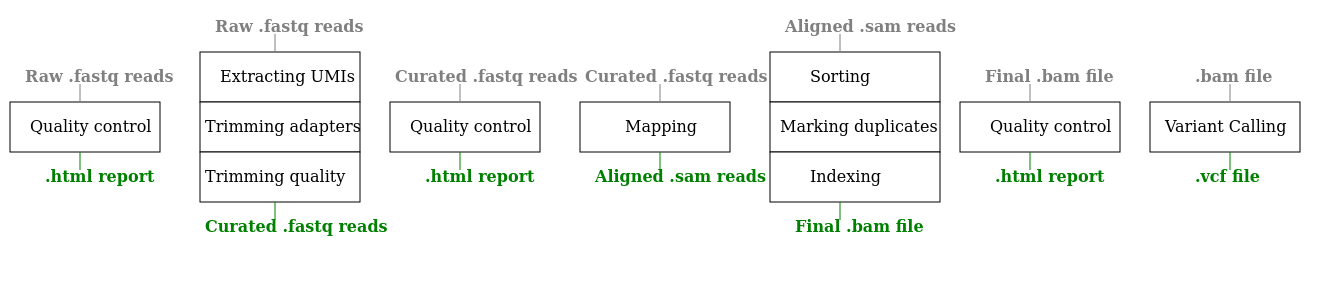 Raw .fastq reads
Quality control
.html report
Raw .fastq reads
Extracting UMIs
Trimming adapters
Trimming quality
Curated .fastq reads
Curated .fastq reads
Quality control
.html report
Curated .fastq reads
Mapping
Aligned .sam reads
Aligned .sam reads
Sorting
Marking duplicates
Indexing
Final .bam file
Final .bam file
Quality control
.html report
.bam file
Variant Calling
.vcf file